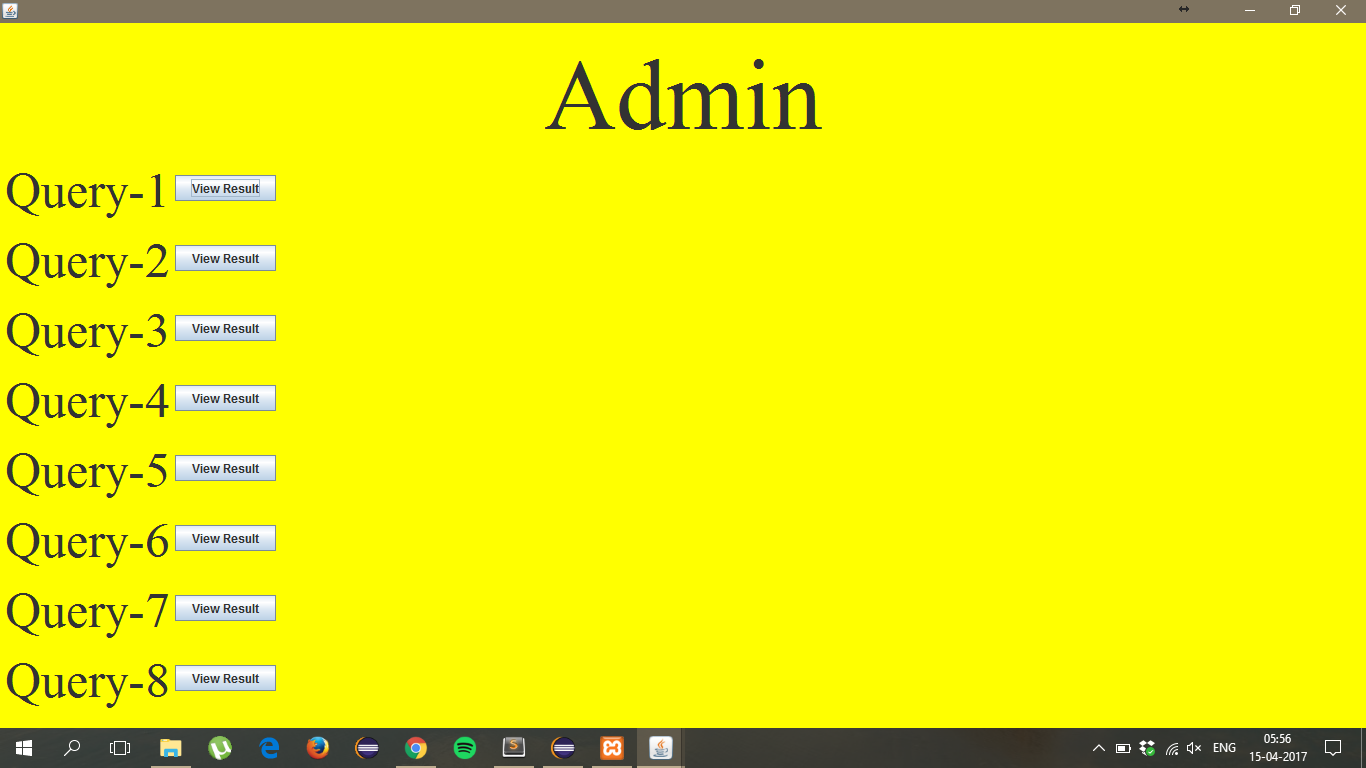 Admin
Query-1 View Result
Query-2 View Result
Query-3 View Result
Query-4 View Result
Query-5 View Result
Query-6 View Result
Query-7 View Result
Query-8 View Result
ENG 05:56
15-04-2017